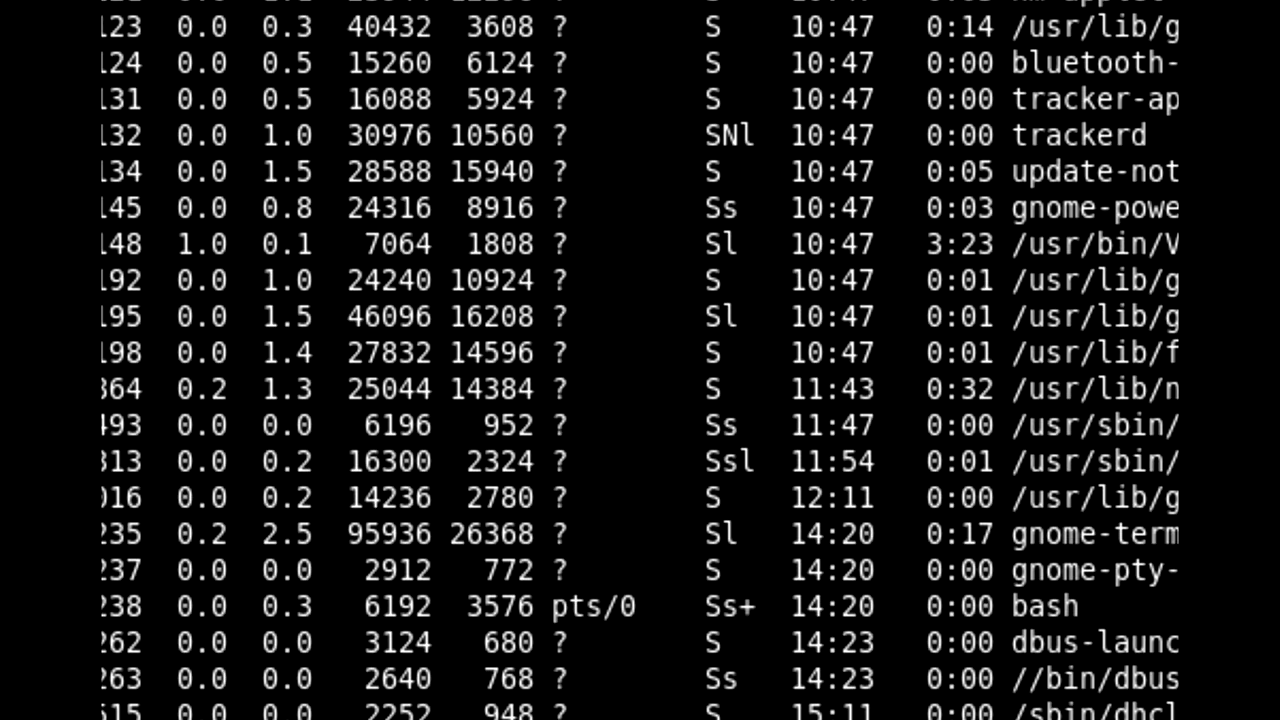 123 0.0 0.3 40432 3608 ? S 10:47 0:14 /usr/lib/g
124 0.0 0.5 15260 6124 ? S 10:47 0:00 bluetooth-
131 0.0 0.5 16088 5924 ? S 10:47 0:00 tracker-ap
132 0.0 1.0 30976 10560 ? SNl 10:47 0:00 trackerd
134 0.0 1.5 28588 15940 ? S 10:47 0:05 update-not
145 0.0 0.8 24316 8916 ? Ss 10:47 0:03 gnome-powe
148 1.0 0.1 7064 1808 ? Sl 10:47 3:23 /usr/bin/V
192 0.0 1.0 24240 10924 ? S 10:47 0:01 /usr/lib/g
195 0.0 1.5 46096 16208 ? Sl 10:47 0:01 /usr/lib/g
198 0.0 1.4 27832 14596 ? S 10:47 0:01 /usr/lib/f
364 0.2 1.3 25044 14384 ? S 11:43 0:32 /usr/lib/n
493 0.0 0.0 6196 952 ? Ss 11:47 0:00 /usr/sbin/
313 0.0 0.2 16300 2324 ? Ssl 11:54 0:01 /usr/sbin/
016 0.0 0.2 14236 2780 ? S 12:11 0:00 /usr/lib/g
235 0.2 2.5 95936 26368 ? Sl 14:20 0:17 gnome-term
237 0.0 0.0 2912 772 ? S 14:20 0:00 gnome-pty-
238 0.0 0.3 6192 3576 pts/0 Ss+ 14:20 0:00 bash
262 0.0 0.0 3124 680 ? S 14:23 0:00 dbus-launc
263 0.0 0.0 2640 768 ? Ss 14:23 0:00 //bin/dbus
515 0.0 0.0 2252 948 ? S 15:11 0:00 /sbin/dhcl